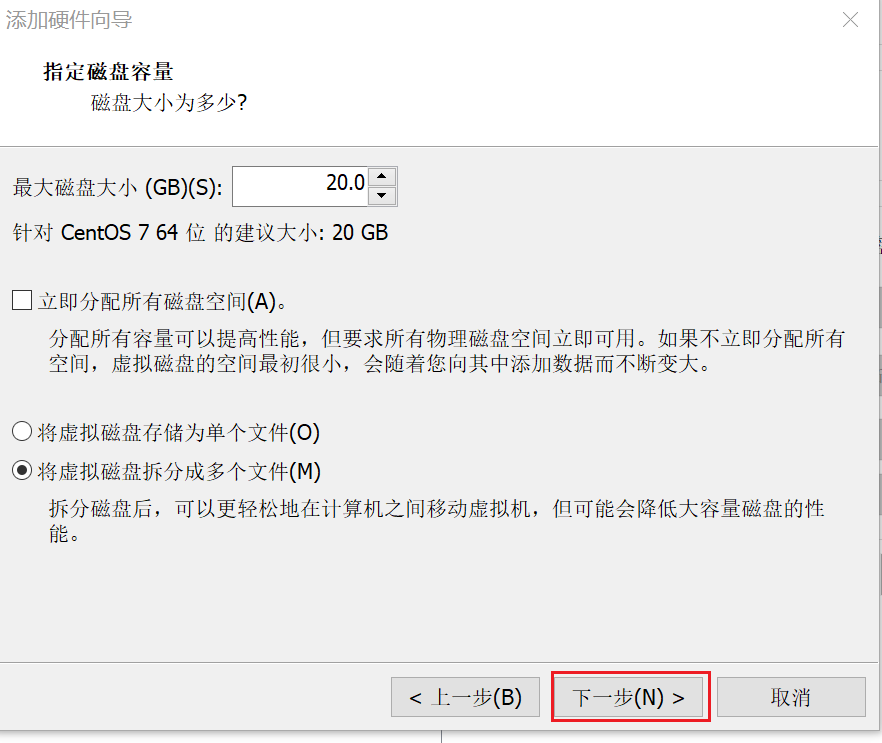 添加硬件向导
指定磁盘容量
磁盘大小为多少?
最大磁盘大小 (GB)(S): 20.0
针对 CentOS 7 64 位 的建议大小: 20 GB
立即分配所有磁盘空间(A)。
分配所有容量可以提高性能，但要求所有物理磁盘空间立即可用。如果不立即分配所有
空间，虚拟磁盘的空间最初很小，会随着您向其中添加数据而不断变大。
将虚拟磁盘存储为单个文件(O)
将虚拟磁盘拆分成多个文件(M)
拆分磁盘后，可以更轻松地在计算机之间移动虚拟机，但可能会降低大容量磁盘的性
能。
< 上一步(B) 下一步(N) > 取消